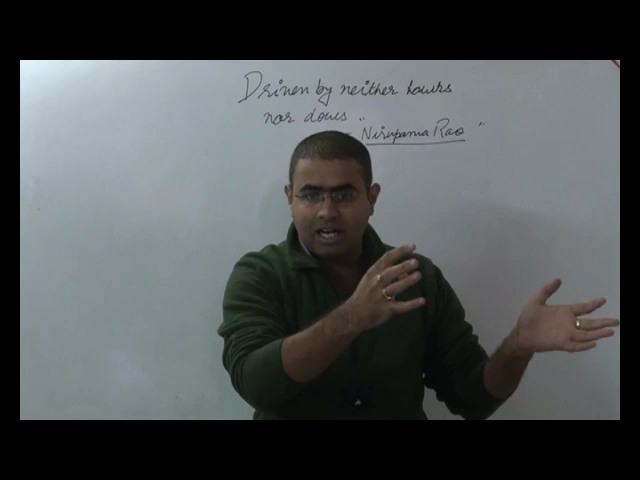 Driven by neither hawks
nor doves "
- Nirupama Rao "